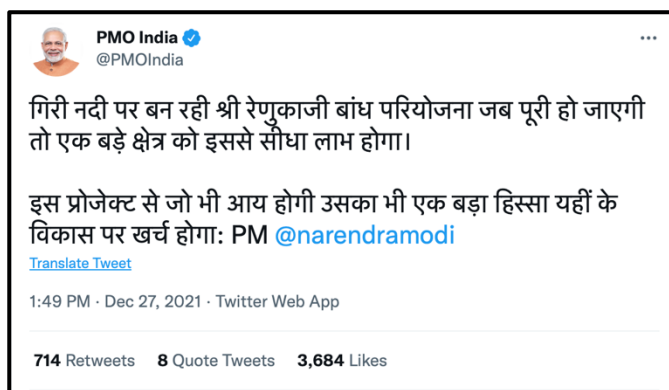 PMO India
@PMOIndia
गिरी नदी पर बन रही श्री रेणुकाजी बांध परियोजना जब पूरी हो जाएगी
तो एक बड़े क्षेत्र को इससे सीधा लाभ होगा।
इस प्रोजेक्ट से जो भी आय होगी उसका भी एक बड़ा हिस्सा यहीं के
विकास पर खर्च होगा: PM @narendramodi
Translate Tweet
1:49 PM · Dec 27, 2021 · Twitter Web App
714 Retweets 8 Quote Tweets 3,684 Likes